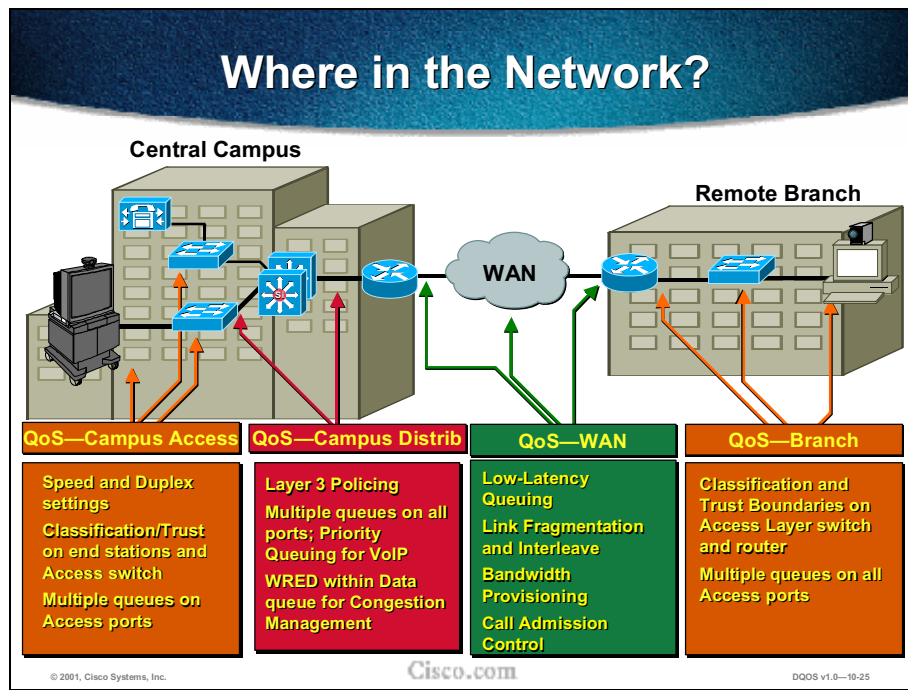 Where in the Network?
Central Campus
Remote Branch
WAN
Si
QoS—Campus Access
QoS—Campus Distrib
QoS—WAN
QoS—Branch
Speed and Duplex
settings
Classification/Trust
on end stations and
Access switch
Multiple queues on
Access ports
Layer 3 Policing
Multiple queues on all
ports; Priority
Queuing for VoIP
WRED within Data
queue for Congestion
Management
Low-Latency
Queuing
Link Fragmentation
and Interleave
Bandwidth
Provisioning
Call Admission
Control
Classification and
Trust Boundaries on
Access Layer switch
and router
Multiple queues on all
Access ports
© 2001, Cisco Systems, Inc.
Cisco.com
DQOS v1.0—10-25